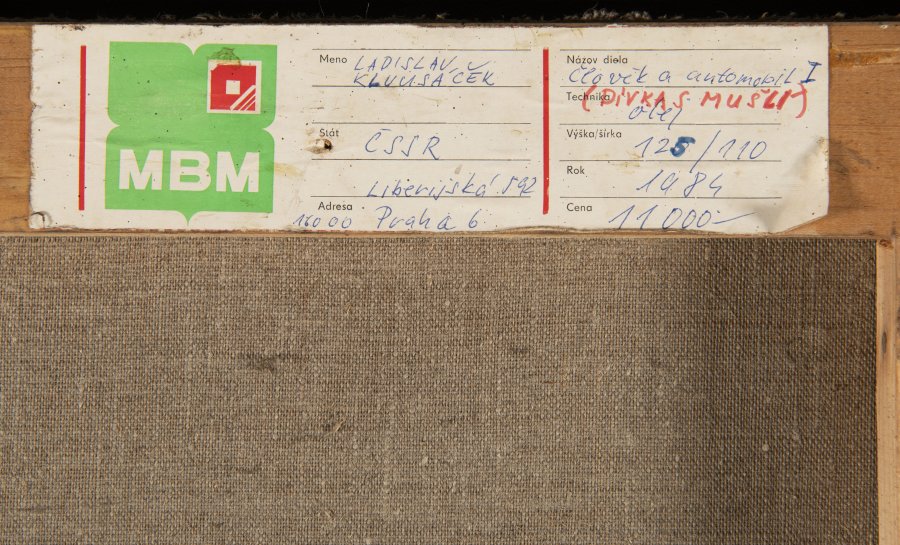 MBM
Meno LADISLAV
KLUUSÁČEK
Štát ČSSR
Liberijská 592
Adresa 16000 Praha 6
Názov diela
Člověk a automobil I
Technika (DÍVKA S MUŠLÍ)
olej
Výška/šírka 125/110
Rok 1984
Cena 11000-